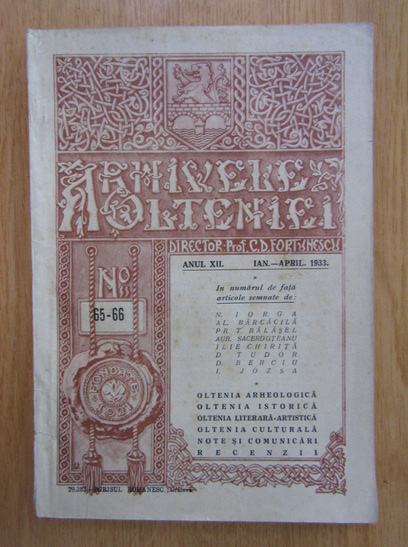 ARHIVELE
OLTENIEI
DIRECTOR: Prof. C.D. FORTUNESCU
ANUL XII. IAN.—APRIL. 1933.
No
65-66
In numărul de față
articole semnate de:
N. IORGA
AL. BĂRCĂCILĂ
PR. T. BĂLĂȘEL
AUR. SACERDOȚEANU
ILIE CHIRIȚĂ
D. TUDOR
D. BERCIU
I. JÓZSA
OLTENIA ARHEOLOGICĂ
OLTENIA ISTORICĂ
OLTENIA LITERARĂ-ARTISTICĂ
OLTENIA CULTURALĂ
NOTE ȘI COMUNICĂRI
RECENZII
SCRISUL ROMÂNESC,